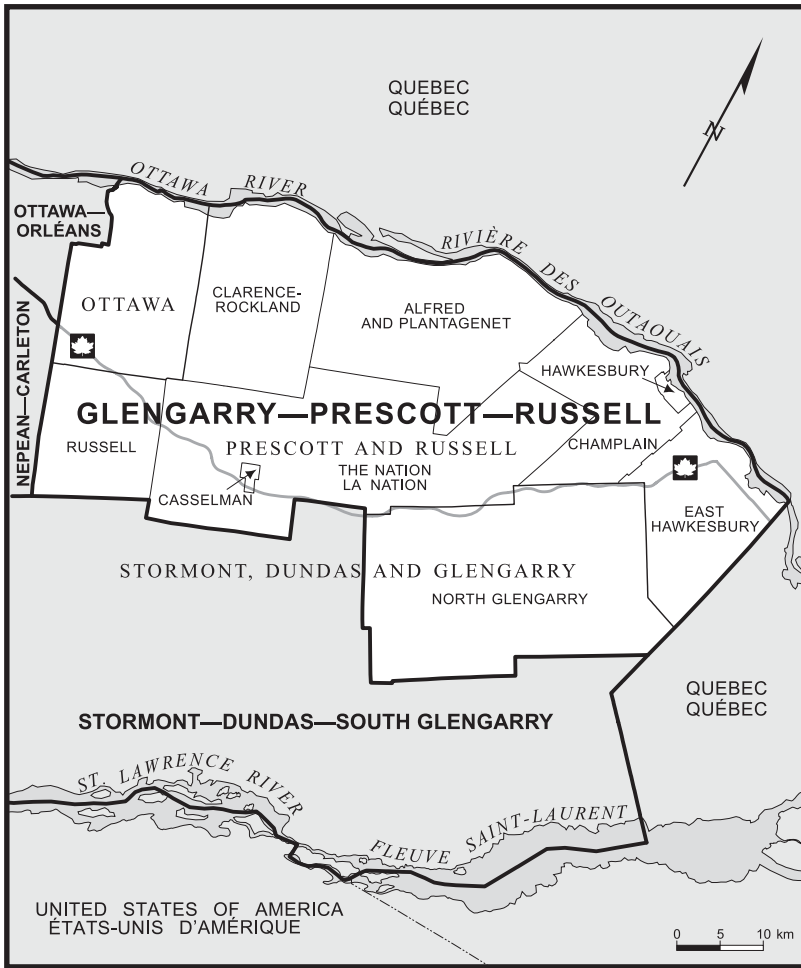 QUEBEC
QUÉBEC
N
OTTAWA RIVER
RIVIÈRE DES OUTAOUAIS
OTTAWA—
ORLÉANS
OTTAWA
CLARENCE-
ROCKLAND
ALFRED
AND PLANTAGENET
NEPEAN—CARLETON
HAWKESBURY
GLENGARRY—PRESCOTT—RUSSELL
RUSSELL
PRESCOTT AND RUSSELL
CHAMPLAIN
THE NATION
LA NATION
CASSELMAN
EAST
HAWKESBURY
STORMONT, DUNDAS AND GLENGARRY
NORTH GLENGARRY
QUEBEC
QUÉBEC
STORMONT—DUNDAS—SOUTH GLENGARRY
ST. LAWRENCE RIVER
FLEUVE SAINT-LAURENT
UNITED STATES OF AMERICA
ÉTATS-UNIS D'AMÉRIQUE
0 5 10 km